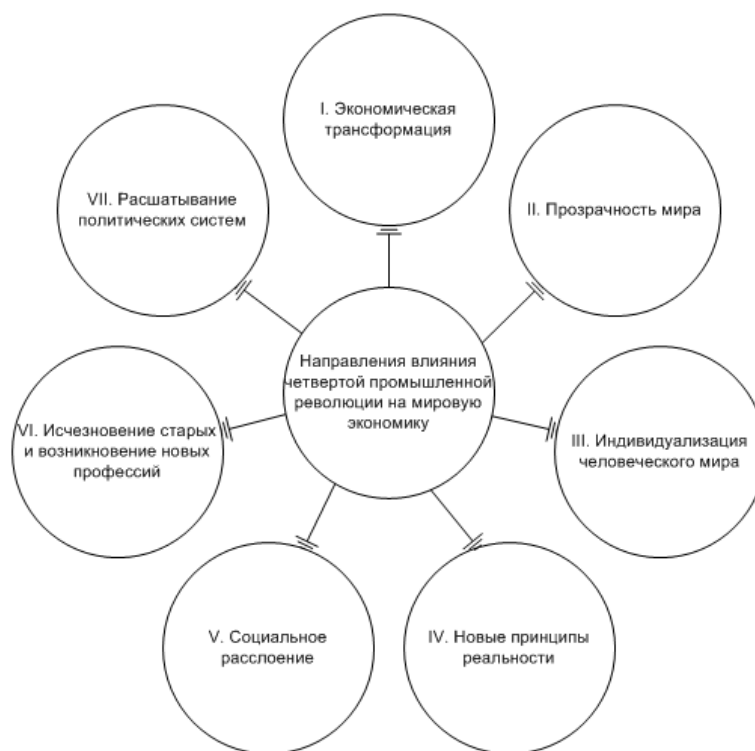 I. Экономическая
трансформация
II. Прозрачность мира
III. Индивидуализация
человеческого мира
IV. Новые принципы
реальности
V. Социальное
расслоение
VI. Исчезновение старых
и возникновение новых
профессий
VII. Расшатывание
политических систем
Направления влияния
четвертой промышленной
революции на мировую
экономику